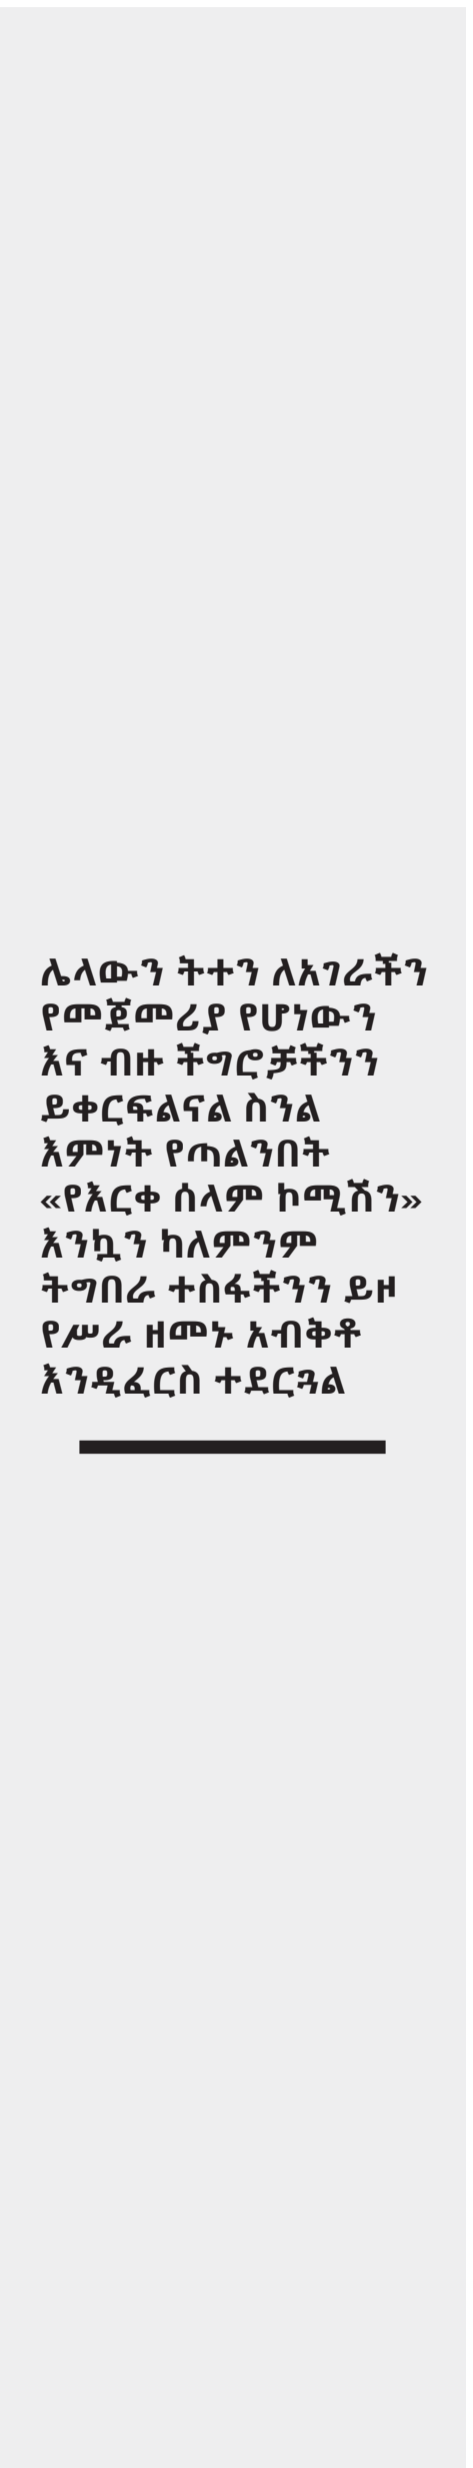 ሌላውን ትተን ለአገራችን
የመጀመሪያ የሆነውን
እና ብዙ ችግሮቻችንን
ይቀርፍልናል ስንል
እምነት የጣልንበት
«የእርቀ ሰላም ኮሚሽን»
እንኳን ካለምንም
ትግበራ ተስፋችንን ይዞ
የሥራ ዘመኑ አብቅቶ
እንዲፈርስ ተደርጓል